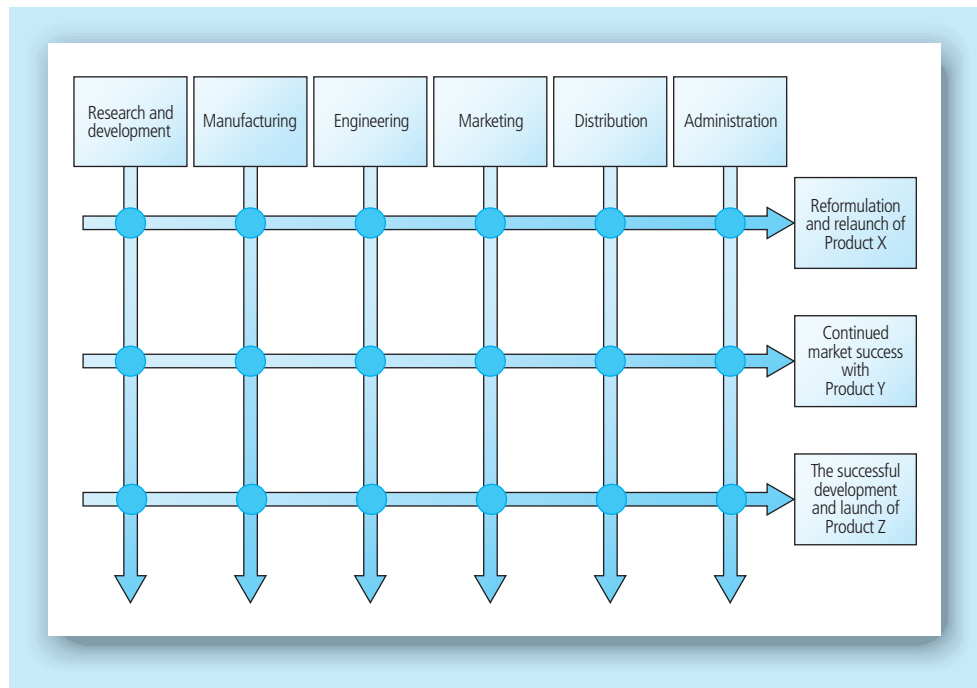 Research and
development
Manufacturing
Engineering
Marketing
Distribution
Administration
Reformulation
and relaunch of
Product X
Continued
market success
with
Product Y
The successful
development
and launch of
Product Z